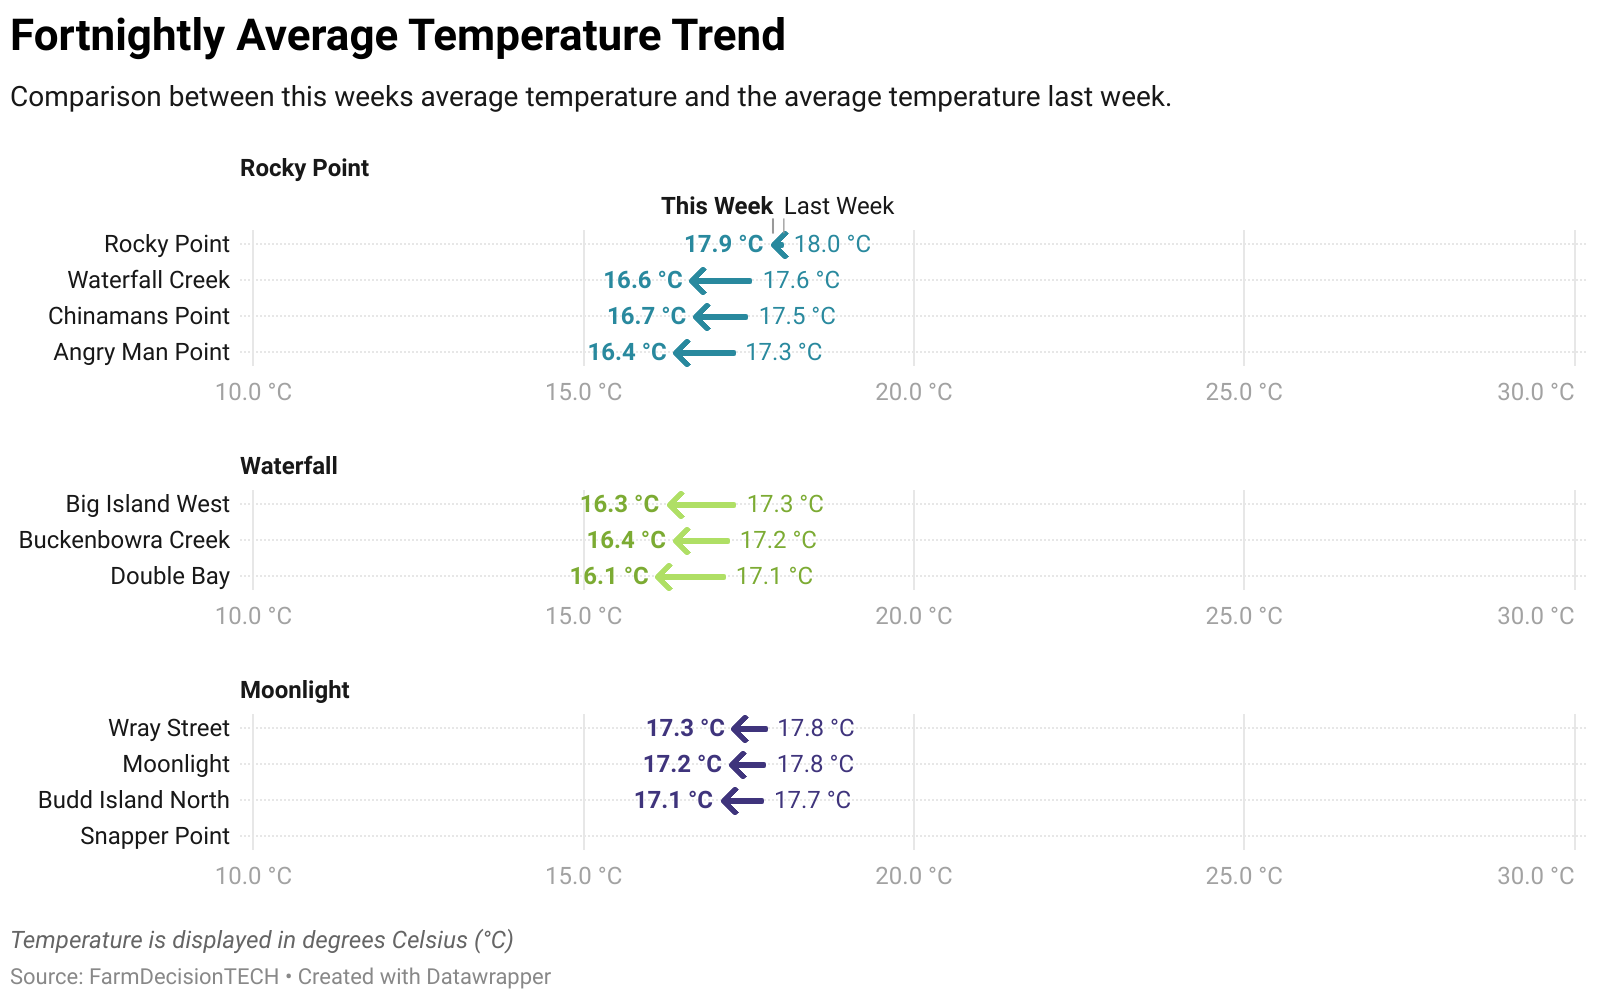 Fortnightly Average Temperature Trend
Comparison between this weeks average temperature and the average temperature last week.
Rocky Point
This Week Last Week
Rocky Point 17.9 °C 18.0 °C
Waterfall Creek 16.6 °C 17.6 °C
Chinamans Point 16.7 °C 17.5 °C
Angry Man Point 16.4 °C 17.3 °C
10.0 °C 15.0 °C 20.0 °C 25.0 °C 30.0 °C
Waterfall
Big Island West 16.3 °C 17.3 °C
Buckenbowra Creek 16.4 °C 17.2 °C
Double Bay 16.1 °C 17.1 °C
10.0 °C 15.0 °C 20.0 °C 25.0 °C 30.0 °C
Moonlight
Wray Street 17.3 °C 17.8 °C
Moonlight 17.2 °C 17.8 °C
Budd Island North 17.1 °C 17.7 °C
Snapper Point
10.0 °C 15.0 °C 20.0 °C 25.0 °C 30.0 °C
Temperature is displayed in degrees Celsius (°C)
Source: FarmDecisionTECH • Created with Datawrapper